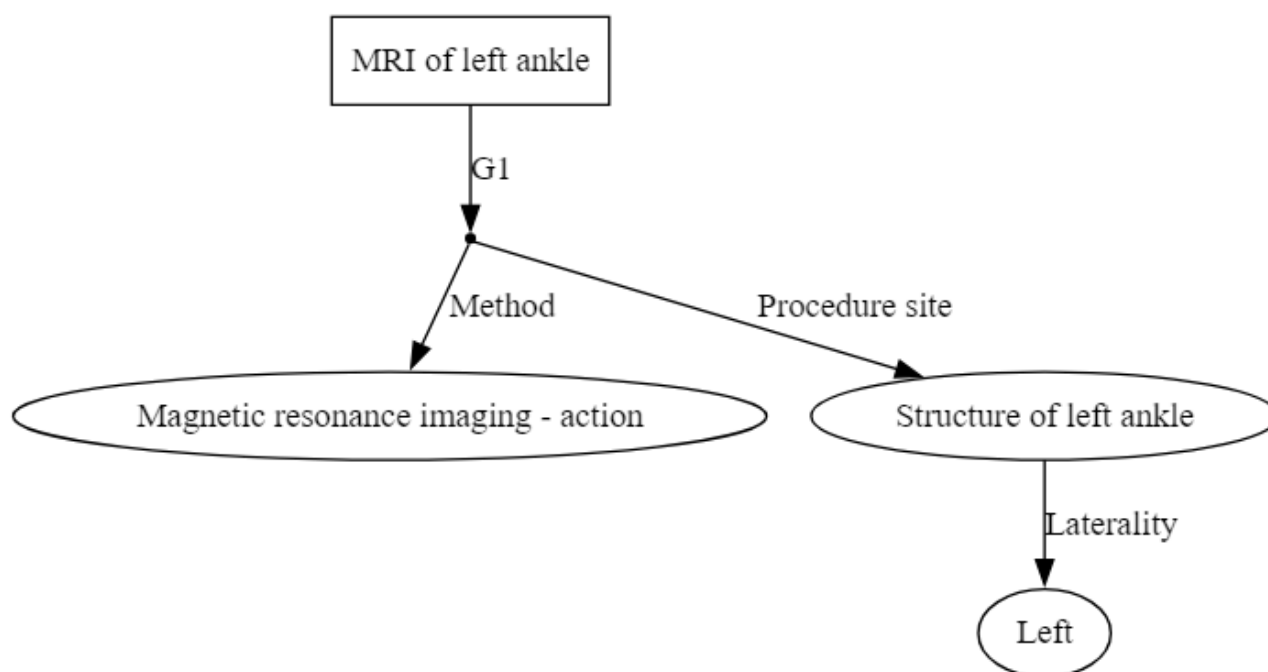 MRI of left ankle
G1
Method
Procedure site
Magnetic resonance imaging - action
Structure of left ankle
Laterality
Left